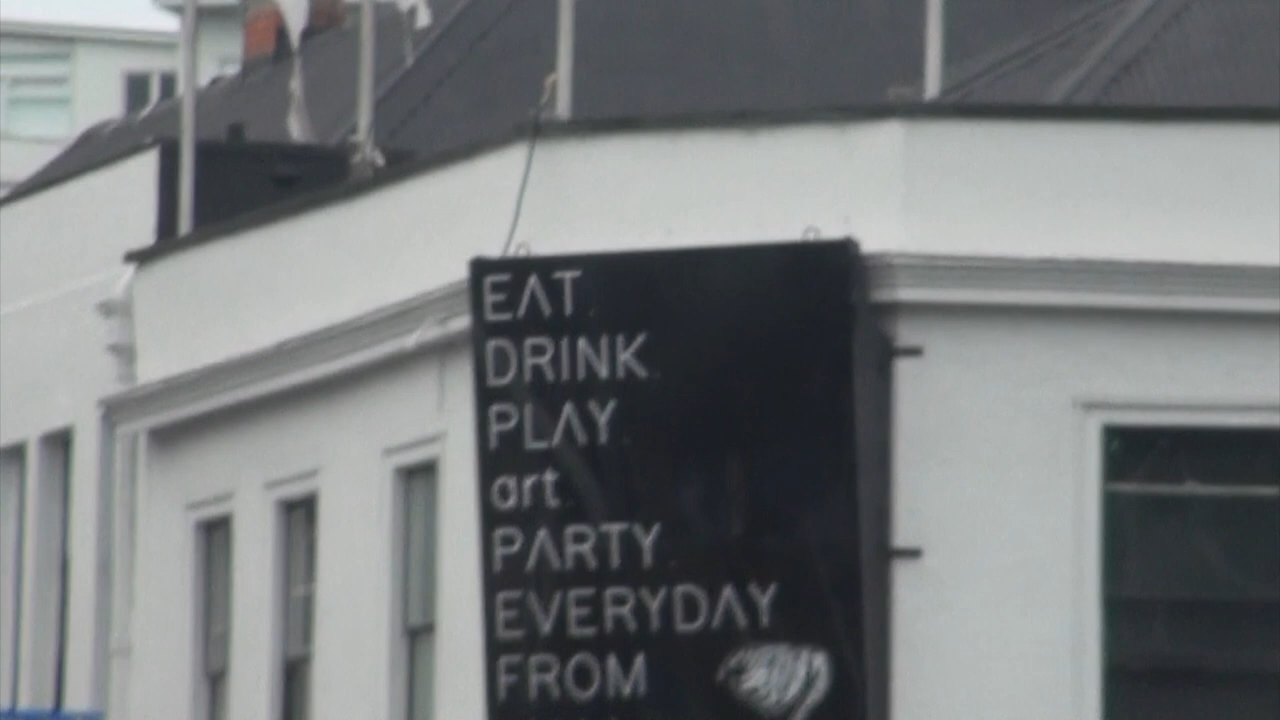 EAT.
DRINK.
PLAY.
art.
PARTY
EVERYDAY
FROM